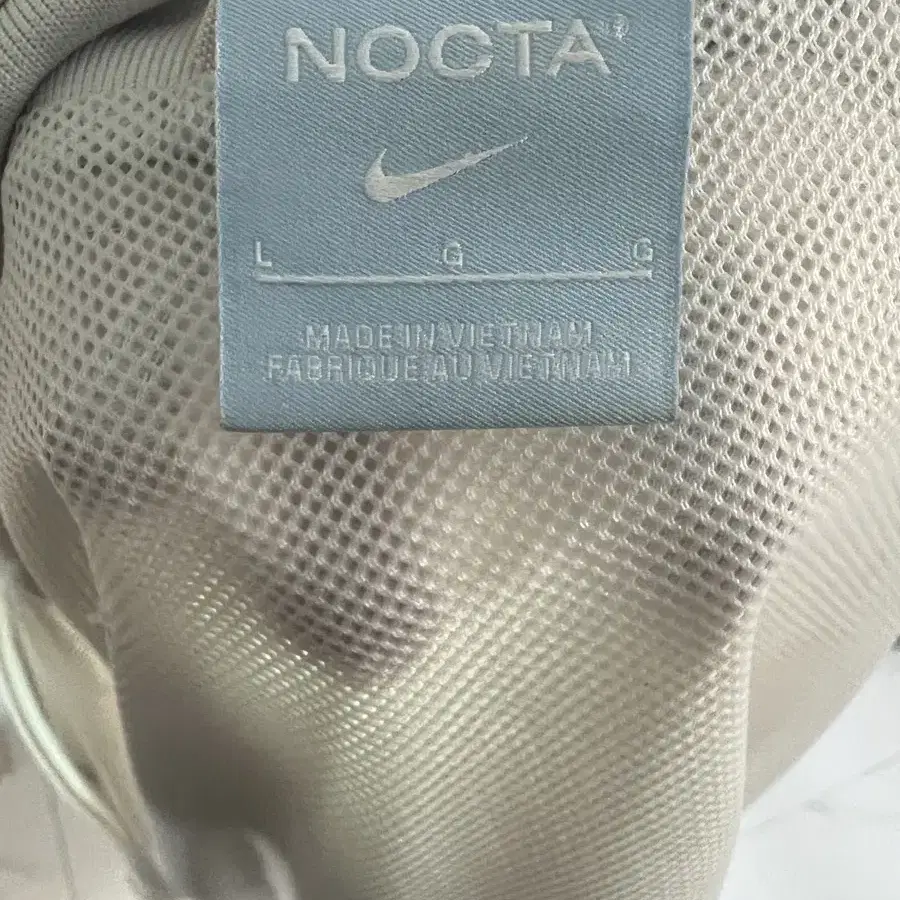 NOCTA®
L G G
MADE IN VIETNAM
FABRIQUE AU VIETNAM